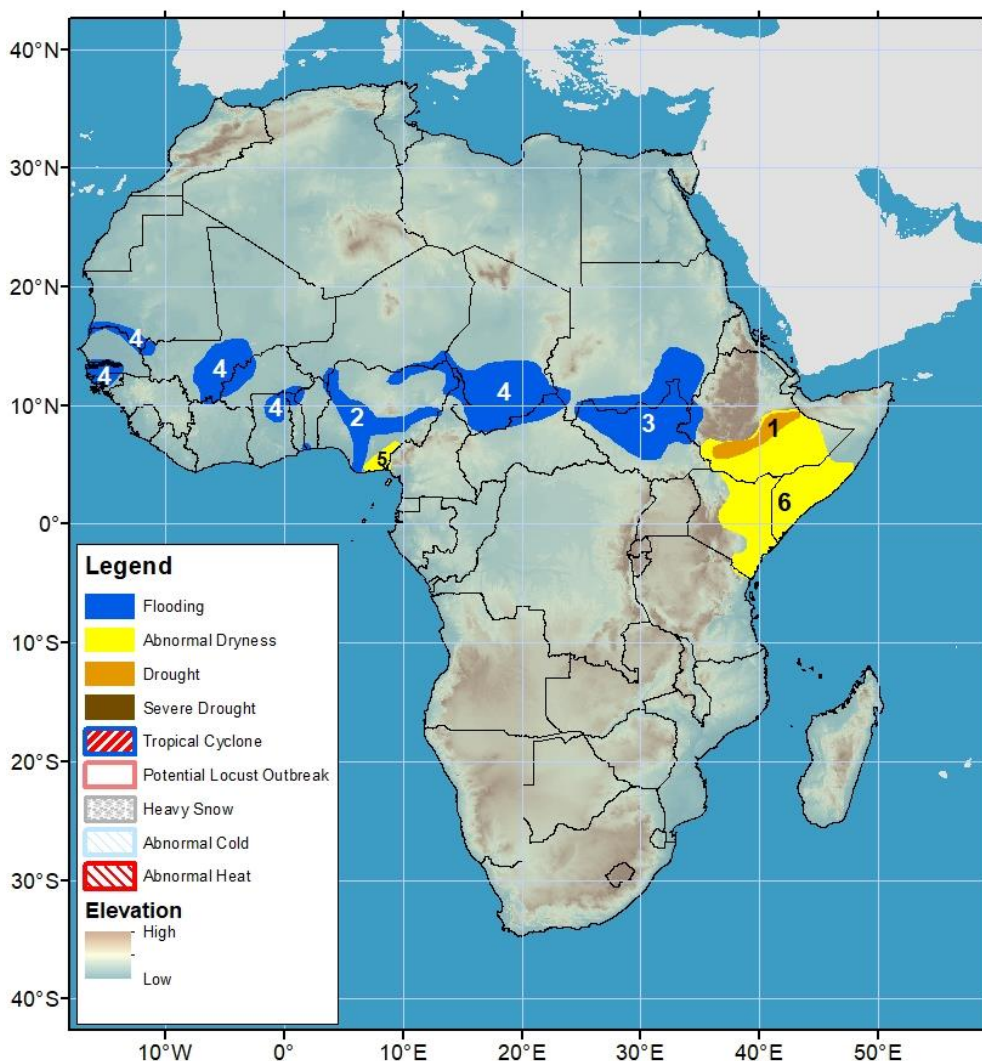 40°N
30°N
20°N
10°N
0°
10°S
20°S
30°S
40°S
4
4
4
4
2
5
4
3
1
6
Legend
Flooding
Abnormal Dryness
Drought
Severe Drought
Tropical Cyclone
Potential Locust Outbreak
Heavy Snow
Abnormal Cold
Abnormal Heat
Elevation
High
Low
10°W
0°
10°E
20°E
30°E
40°E
50°E